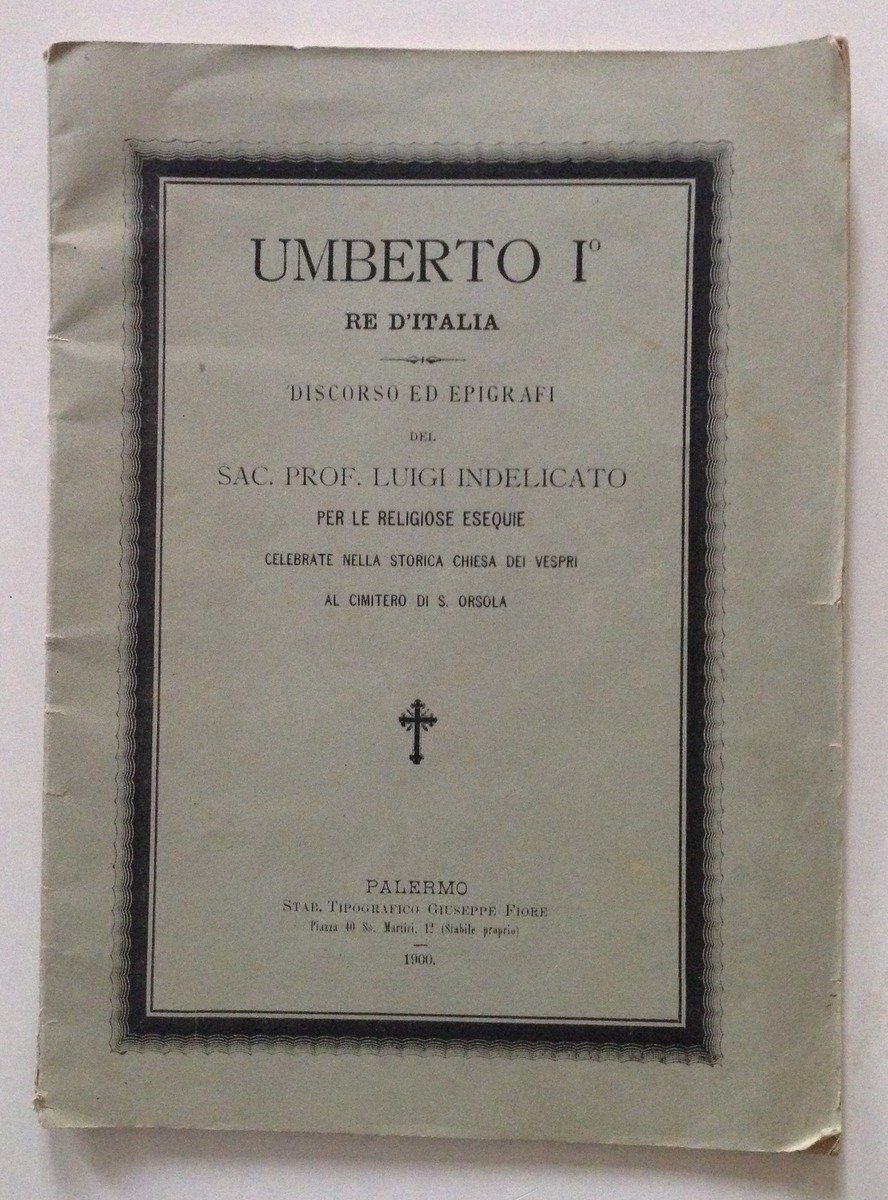 UMBERTO Iº
RE D'ITALIA
DISCORSO ED EPIGRAFI
DEL
SAC. PROF. LUIGI INDELICATO
PER LE RELIGIOSE ESEQUIE
CELEBRATE NELLA STORICA CHIESA DEI VESPRI
AL CIMITERO DI S. ORSOLA
PALERMO
STAB. TIPOGRAFICO GIUSEPPE FIORE
Piazza 40 Ss. Martiri, (Stabile proprio)
1900.